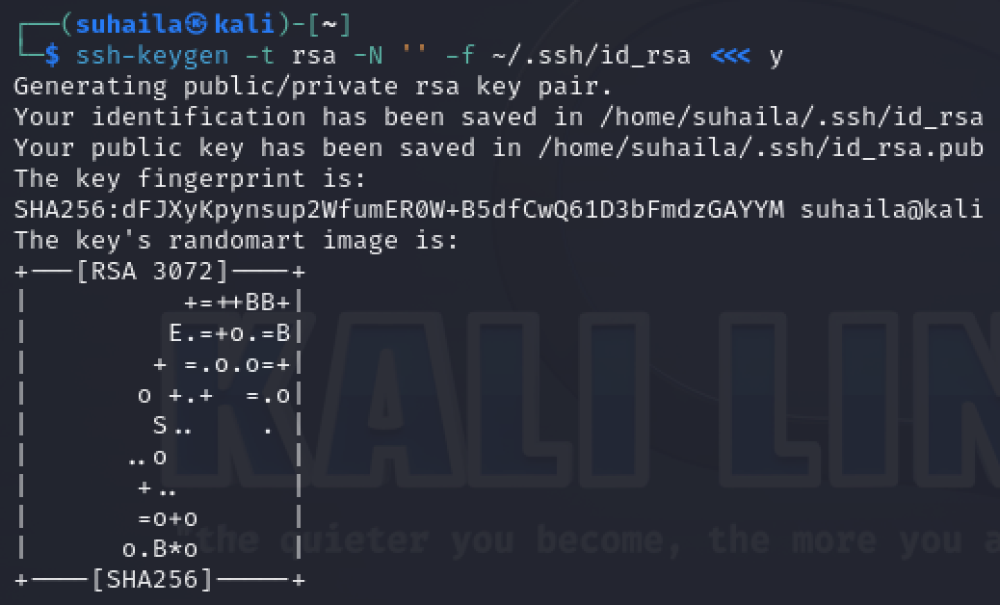 ┌──(suhaila㉿kali)-[~]
└─$ ssh-keygen -t rsa -N '' -f ~/.ssh/id_rsa <<< y
Generating public/private rsa key pair.
Your identification has been saved in /home/suhaila/.ssh/id_rsa
Your public key has been saved in /home/suhaila/.ssh/id_rsa.pub
The key fingerprint is:
SHA256:dFJXyKpynsup2WfumER0W+B5dfCwQ61D3bFmdzGAYYM suhaila@kali
The key's randomart image is:
+---[RSA 3072]----+
|          +=++BB+|
|         E.=+o.=B|
|        + =.o.o=+|
|       o +.+  =.o|
|        S..    . |
|      ..o        |
|       + ..      |
|       =o+o      |
|      o.B*o      |
+----[SHA256]-----+
KALI LIN
"the quieter you become, the more you a